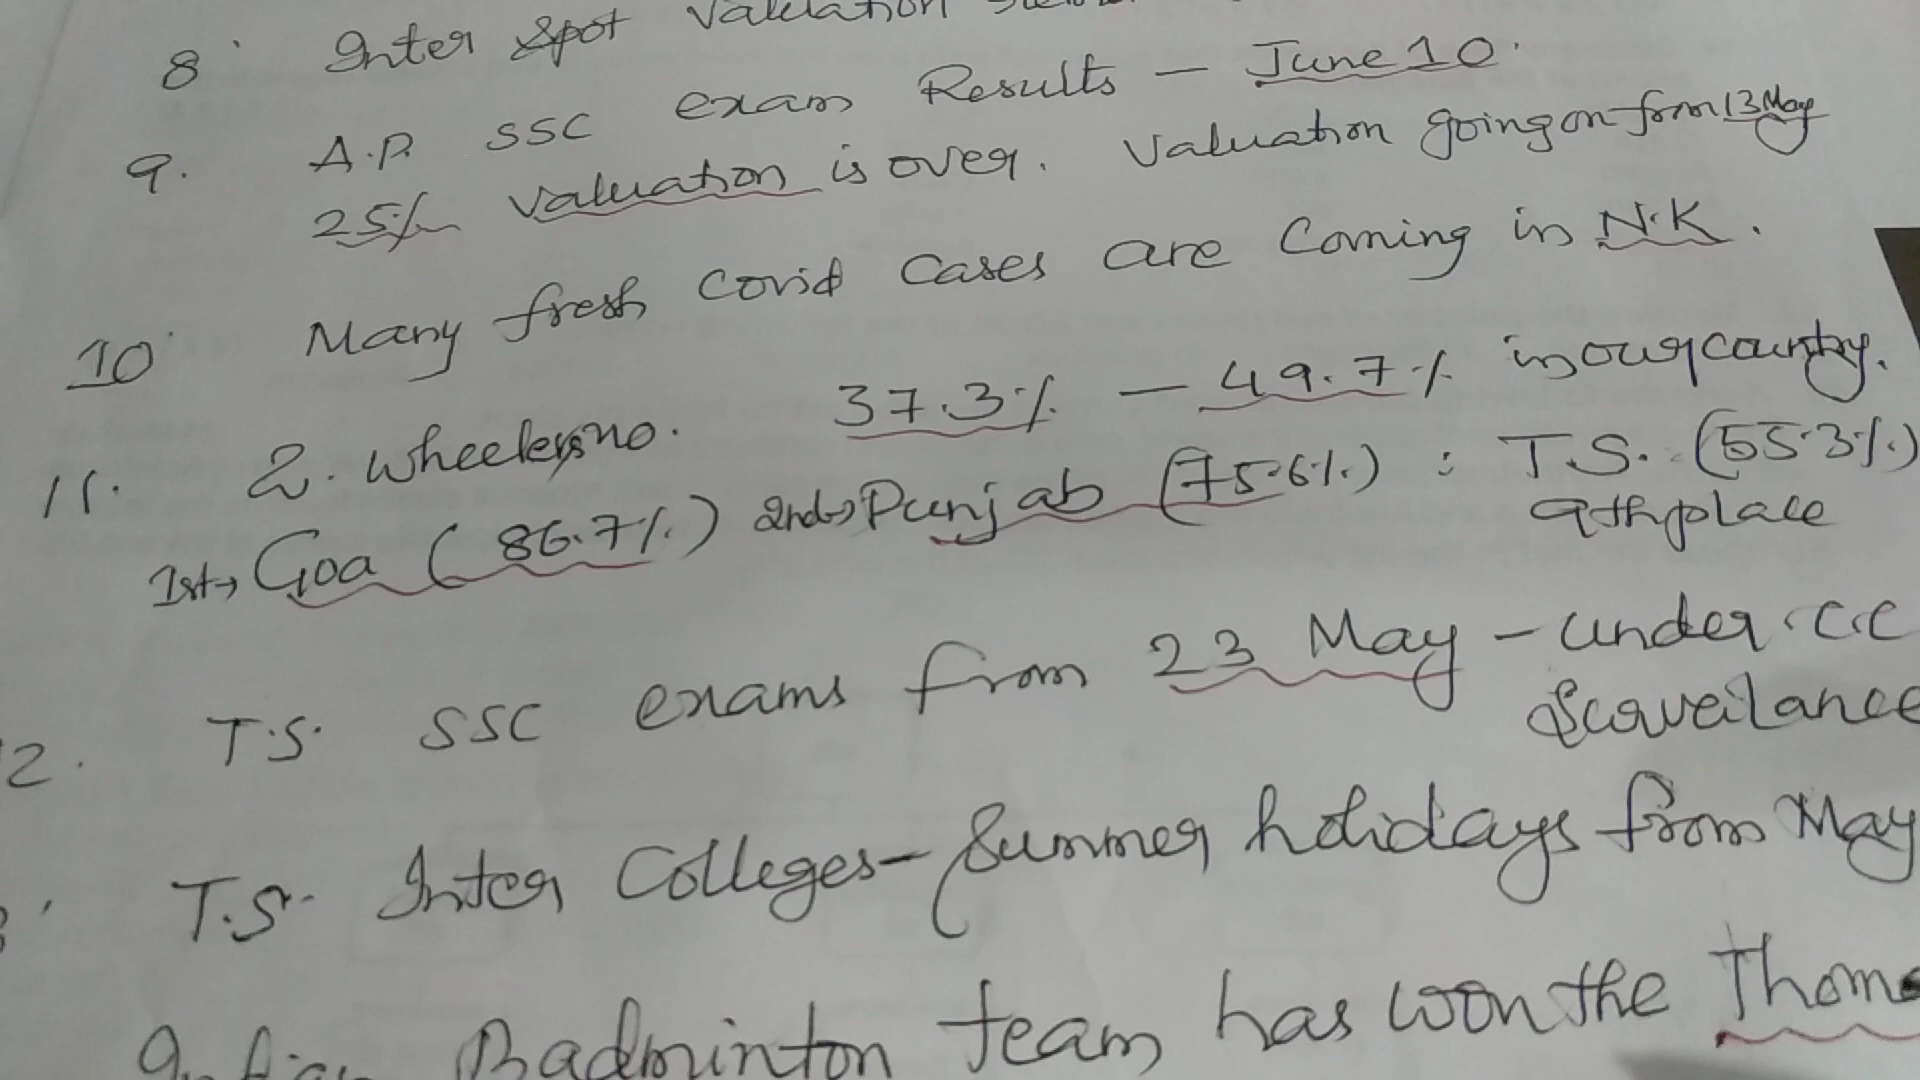 8. Inter Spot Valuation
9. A.P. SSC exam Results - June 10.
25% valuation is over. Valuation going on from 13 May
10. Many fresh Covid Cases are Coming in N.K.
11. 2. wheelers no. 37.3% - 49.7% in our country.
1st→ Goa (86.7%) 2nd→ Punjab (75.6%) : T.S. (55.3%)
9th place
2. T.S. SSC exams from 23 May - under C.C
Scurveilance
T.S. Inter Colleges - Summer holidays from May
Badminton team has won the Thom